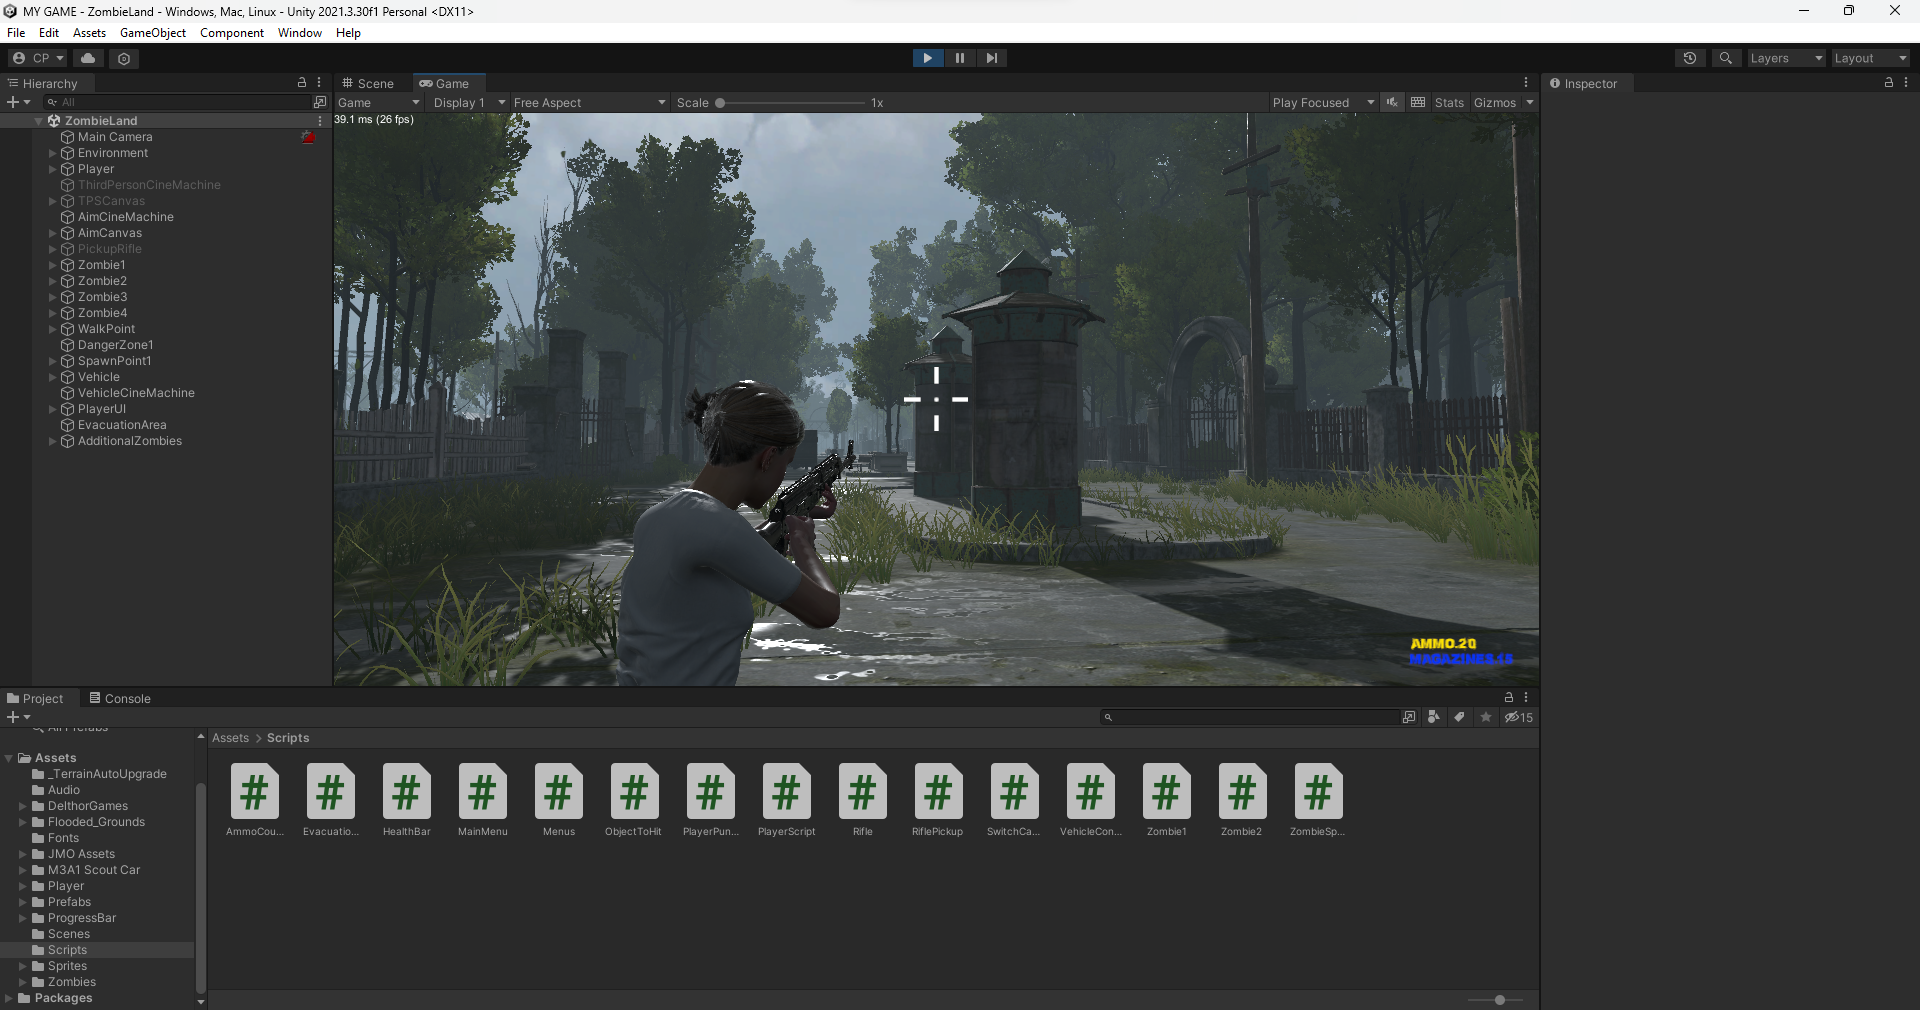 MY GAME - ZombieLand - Windows, Mac, Linux - Unity 2021.3.30f1 Personal <DX11>
File Edit Assets GameObject Component Window Help
CP Layers Layout
Hierarchy
All
ZombieLand
Main Camera
Environment
Player
ThirdPersonCineMachine
TPSCanvas
AimCineMachine
AimCanvas
PickupRifle
Zombie1
Zombie2
Zombie3
Zombie4
WalkPoint
DangerZone1
SpawnPoint1
Vehicle
VehicleCineMachine
PlayerUI
EvacuationArea
AdditionalZombies
Scene Game
Game Display 1 Free Aspect Scale 1x Play Focused Stats Gizmos
39.1 ms (26 fps)
AMMO.20
MAGAZINES.15
Inspector
Project Console
15
All Prefabs
Assets
_TerrainAutoUpgrade
Audio
DelthorGames
Flooded_Grounds
Fonts
JMO Assets
M3A1 Scout Car
Player
Prefabs
ProgressBar
Scenes
Scripts
Sprites
Zombies
Packages
Assets > Scripts
AmmoCou... Evacuatio... HealthBar MainMenu Menus ObjectToHit PlayerPun... PlayerScript Rifle RiflePickup SwitchCa... VehicleCon... Zombie1 Zombie2 ZombieSp...